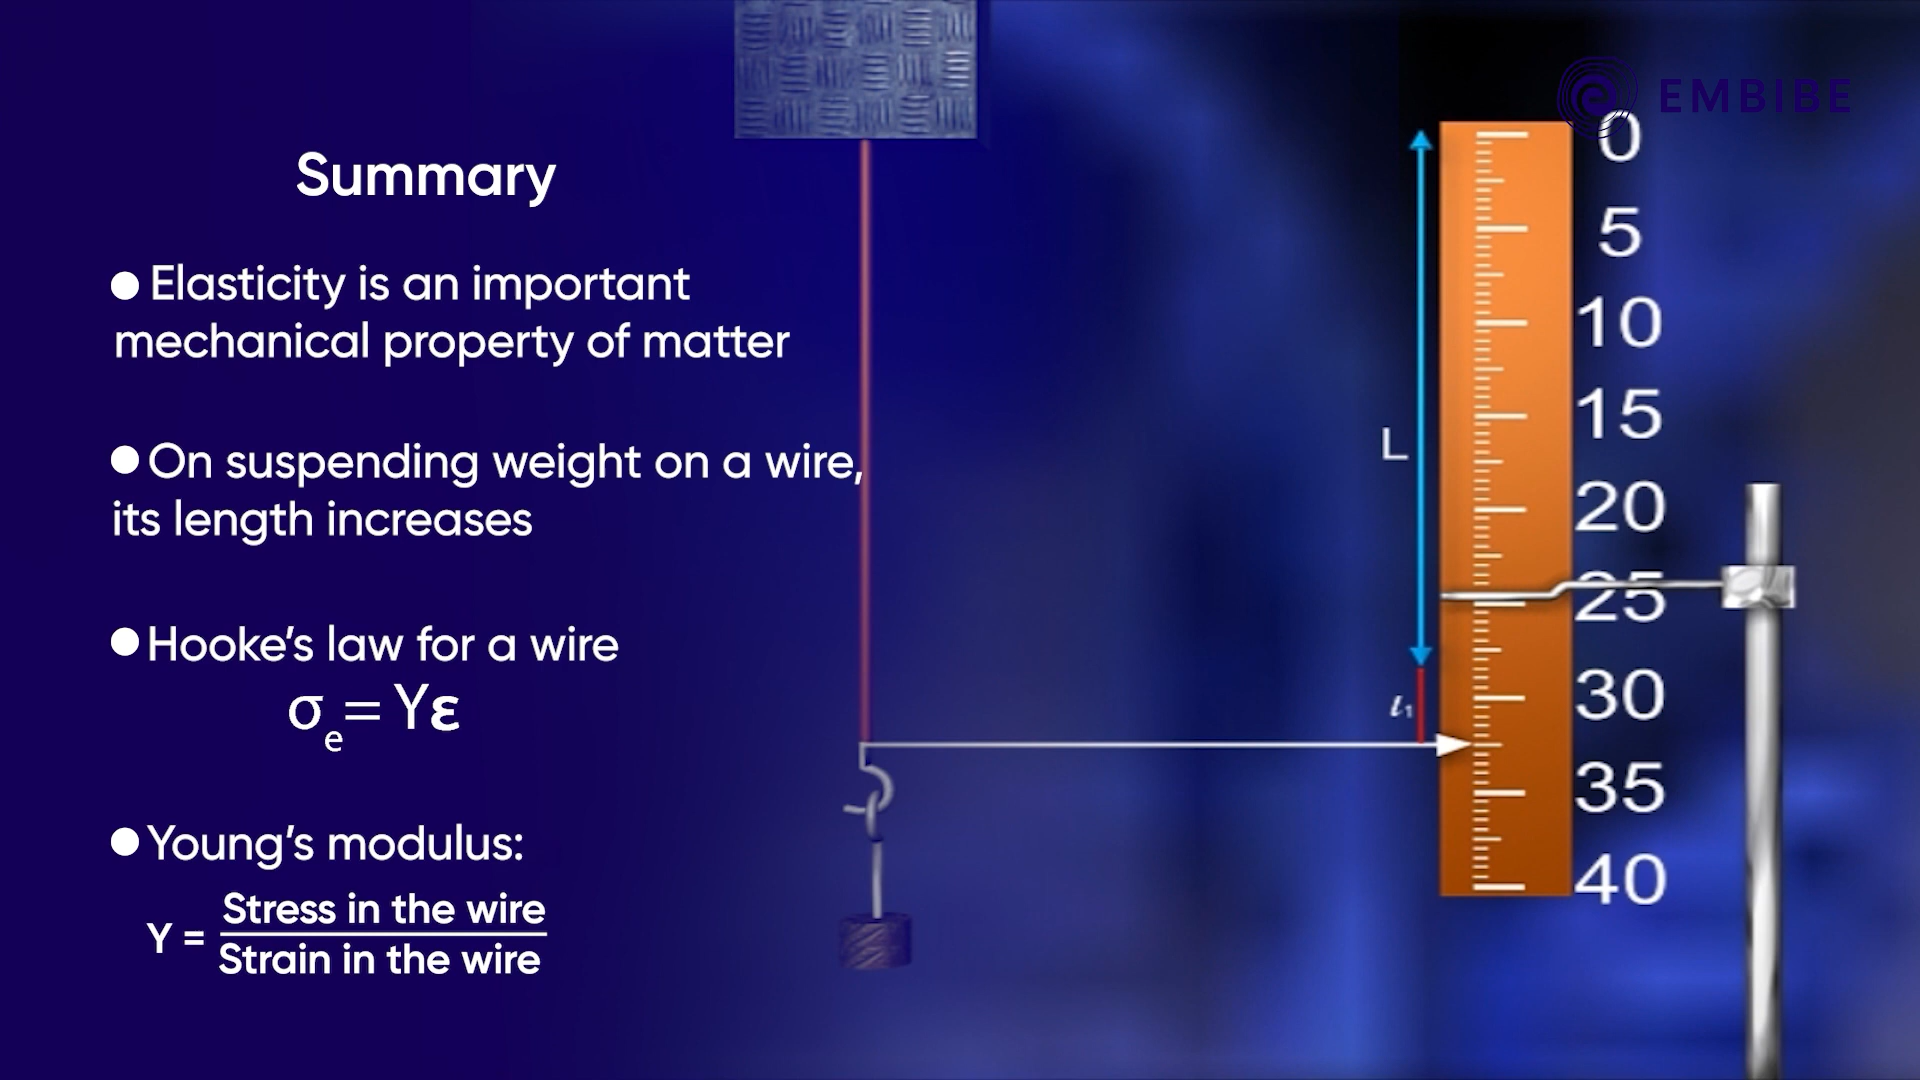 EMBIBE
Summary
● Elasticity is an important
mechanical property of matter
● On suspending weight on a wire,
its length increases
● Hooke’s law for a wire
σₑ= Yε
● Young’s modulus:
Y = Stress in the wire
Strain in the wire
L
l₁
0
5
10
15
20
25
30
35
40